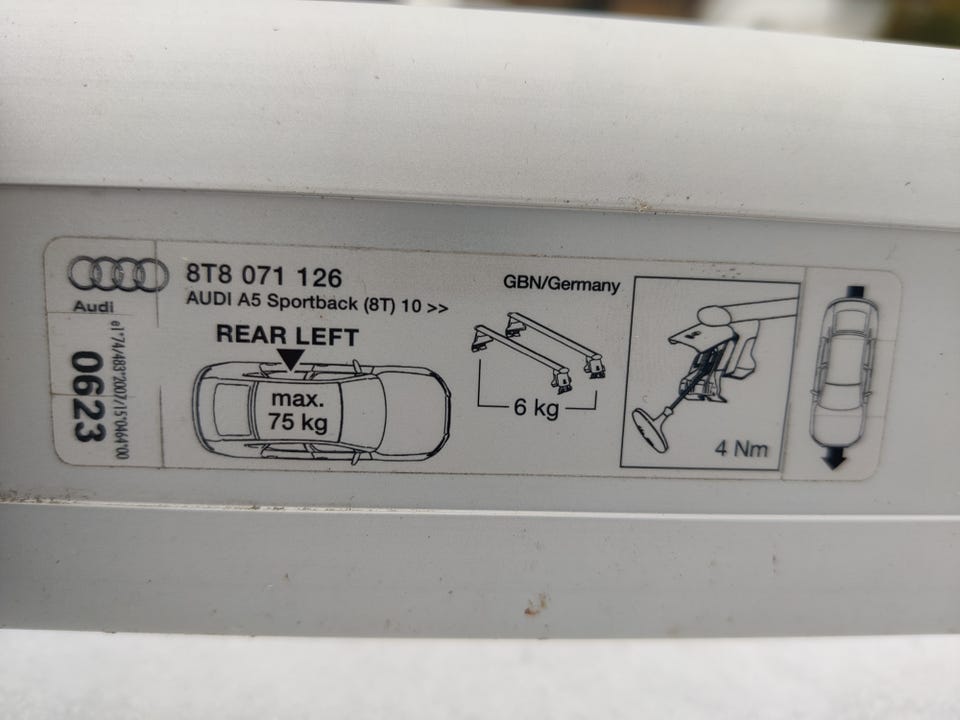 Audi
e1*74/483*2007/15*0464*00
0623
8T8 071 126
AUDI A5 Sportback (8T) 10 >>
REAR LEFT
max.
75 kg
GBN/Germany
6 kg
4 Nm